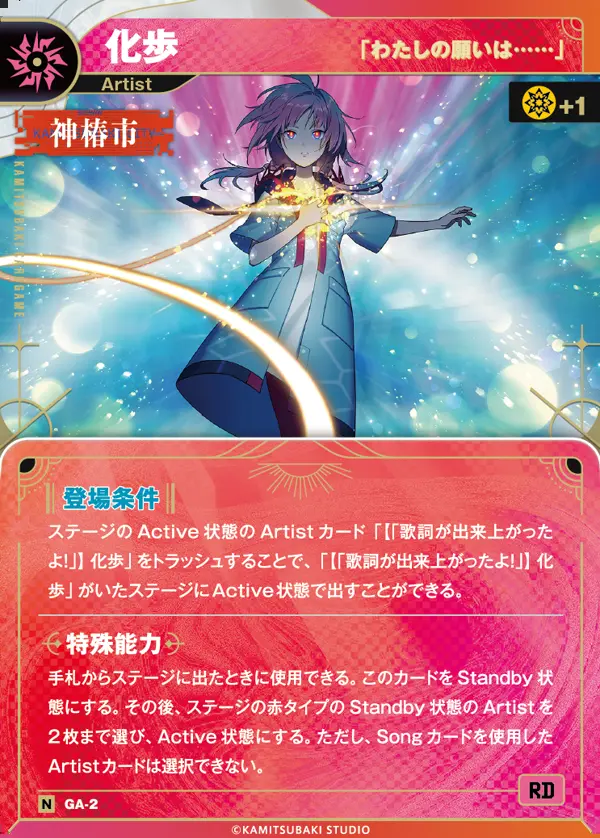 化歩
「わたしの願いは……」
Artist
+1
神椿市
KAMITSUBAKI CARD GAME
登場条件
ステージの Active 状態の Artist カード「【「歌詞が出来上がった
よ!」】化歩」をトラッシュすることで、「【「歌詞が出来上がったよ!」】化
歩」がいたステージに Active 状態で出すことができる。
特殊能力
手札からステージに出たときに使用できる。このカードを Standby 状
態にする。その後、ステージの赤タイプの Standby 状態の Artist を
2枚まで選び、Active 状態にする。ただし、Song カードを使用した
Artist カードは選択できない。
N GA-2
RD
©KAMITSUBAKI STUDIO